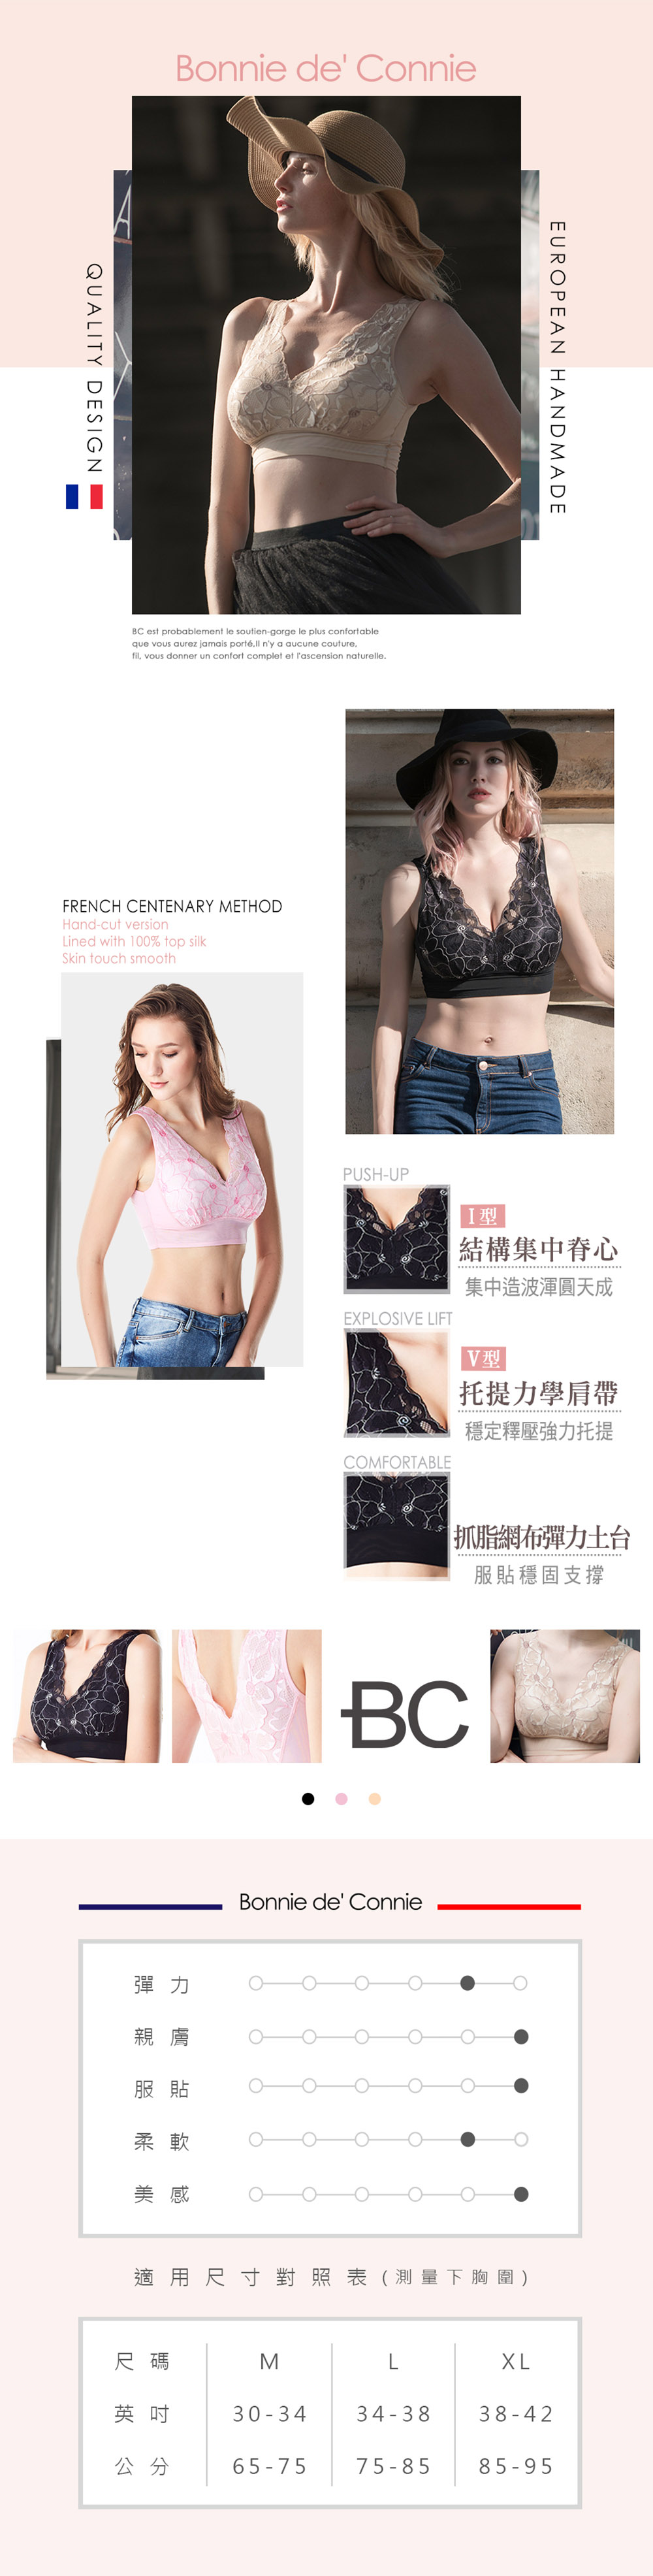 Bonnie de' Connie
QUALITY DESIGN
EUROPEAN HANDMADE
BC est probablement le soutien-gorge le plus confortable
que vous aurez jamais porté,Il n'y a aucune couture,
fil, vous donner un confort complet et l'ascension naturelle.
FRENCH CENTENARY METHOD
Hand-cut version
Lined with 100% top silk
Skin touch smooth
PUSH-UP
I型
結構集中脊心
集中造波渾圓天成
EXPLOSIVE LIFT
V型
托提力學肩帶
穩定釋壓強力托提
COMFORTABLE
抓脂網布彈力土台
服貼穩固支撐
BC
Bonnie de' Connie
彈力
親膚
服貼
柔軟
美感
適用尺寸對照表(測量下胸圍)
尺碼 M L XL
英吋 30-34 34-38 38-42
公分 65-75 75-85 85-95